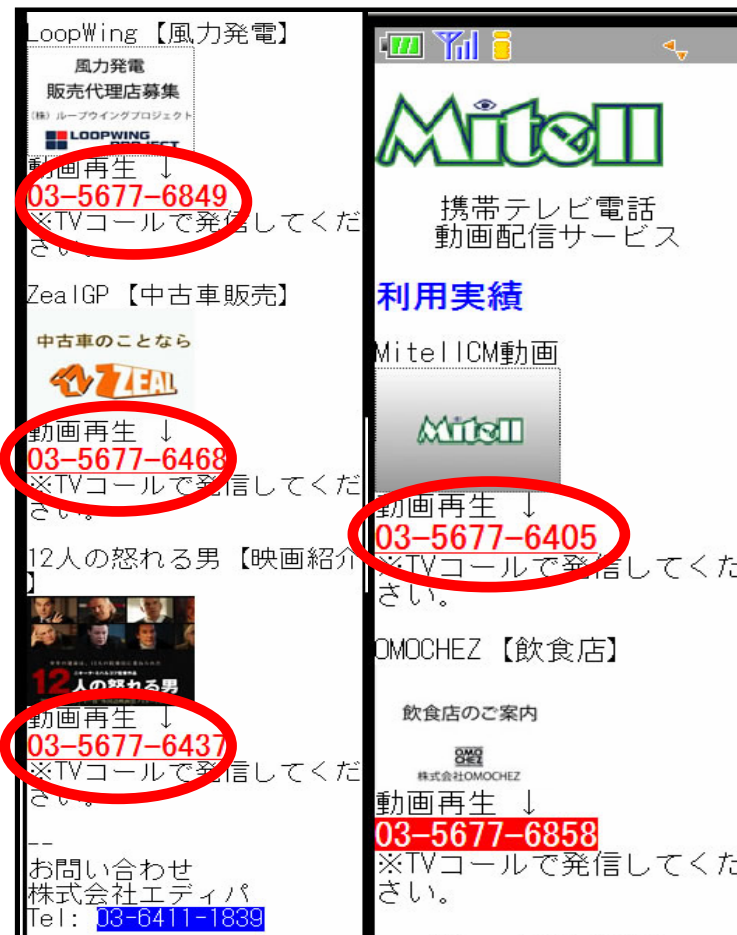 LoopWing【風力発電】
風力発電
販売代理店募集
(株) ループウイングプロジェクト
LOOPWING
PROJECT
動画再生 ↓
03-5677-6849
※TVコールで発信してくだ
さい。
ZealGP【中古車販売】
中古車のことなら
ZEAL
動画再生 ↓
03-5677-6468
※TVコールで発信してくだ
さい。
12人の怒れる男【映画紹介
】
12人の怒れる男
動画再生 ↓
03-5677-6437
※TVコールで発信してくだ
さい。
--
お問い合わせ
株式会社エディパ
Tel: 03-6411-1839
Mitell
携帯テレビ電話
動画配信サービス
利用実績
MitellCM動画
Mitell
動画再生 ↓
03-5677-6405
※TVコールで発信してくだ
さい。
OMOCHEZ【飲食店】
飲食店のご案内
OMO
CHEZ
株式会社OMOCHEZ
動画再生 ↓
03-5677-6858
※TVコールで発信してくだ
さい。